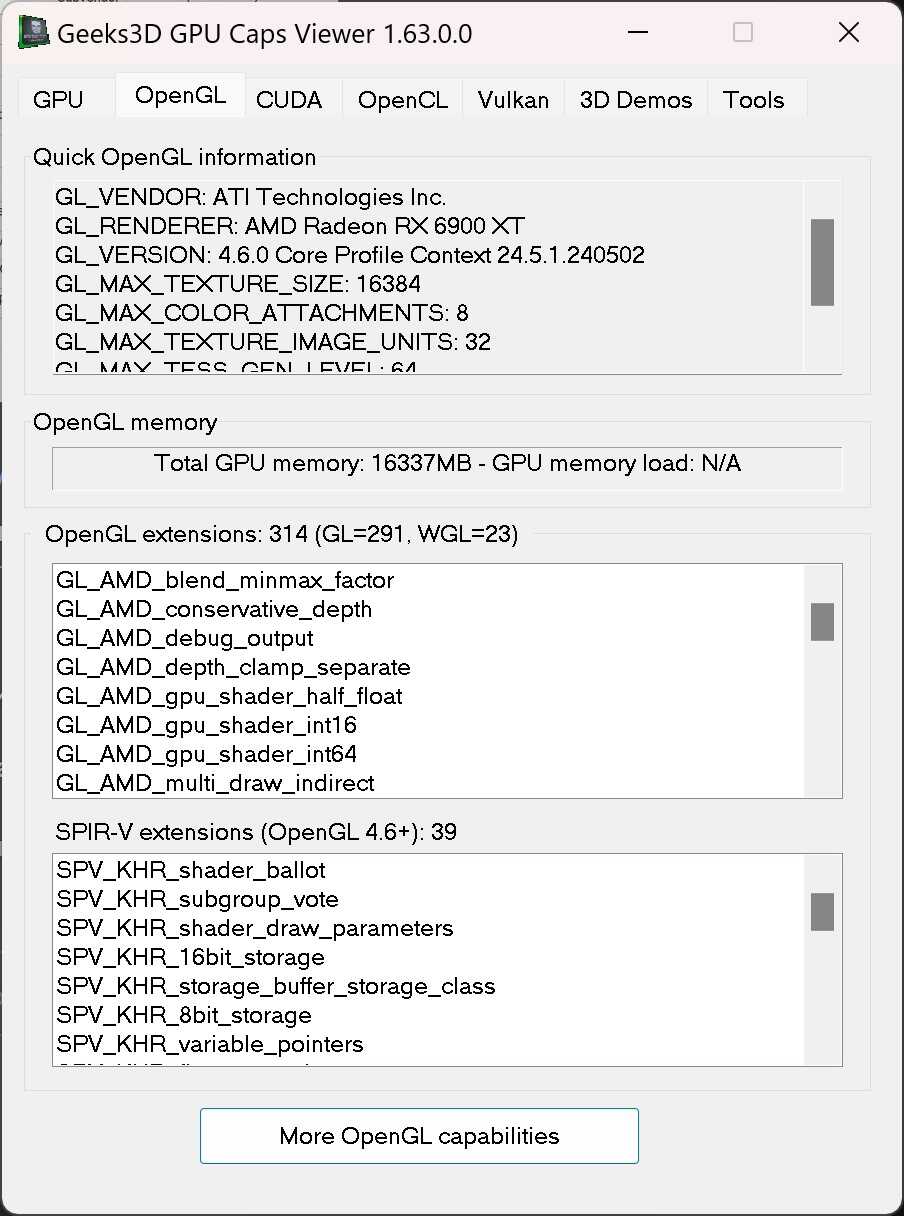 Geeks3D GPU Caps Viewer 1.63.0.0
GPU
OpenGL
CUDA
OpenCL
Vulkan
3D Demos
Tools
Quick OpenGL information
GL_VENDOR: ATI Technologies Inc.
GL_RENDERER: AMD Radeon RX 6900 XT
GL_VERSION: 4.6.0 Core Profile Context 24.5.1.240502
GL_MAX_TEXTURE_SIZE: 16384
GL_MAX_COLOR_ATTACHMENTS: 8
GL_MAX_TEXTURE_IMAGE_UNITS: 32
GL_MAX_TESS_GEN_LEVEL: 64
OpenGL memory
Total GPU memory: 16337MB - GPU memory load: N/A
OpenGL extensions: 314 (GL=291, WGL=23)
GL_AMD_blend_minmax_factor
GL_AMD_conservative_depth
GL_AMD_debug_output
GL_AMD_depth_clamp_separate
GL_AMD_gpu_shader_half_float
GL_AMD_gpu_shader_int16
GL_AMD_gpu_shader_int64
GL_AMD_multi_draw_indirect
SPIR-V extensions (OpenGL 4.6+): 39
SPV_KHR_shader_ballot
SPV_KHR_subgroup_vote
SPV_KHR_shader_draw_parameters
SPV_KHR_16bit_storage
SPV_KHR_storage_buffer_storage_class
SPV_KHR_8bit_storage
SPV_KHR_variable_pointers
More OpenGL capabilities